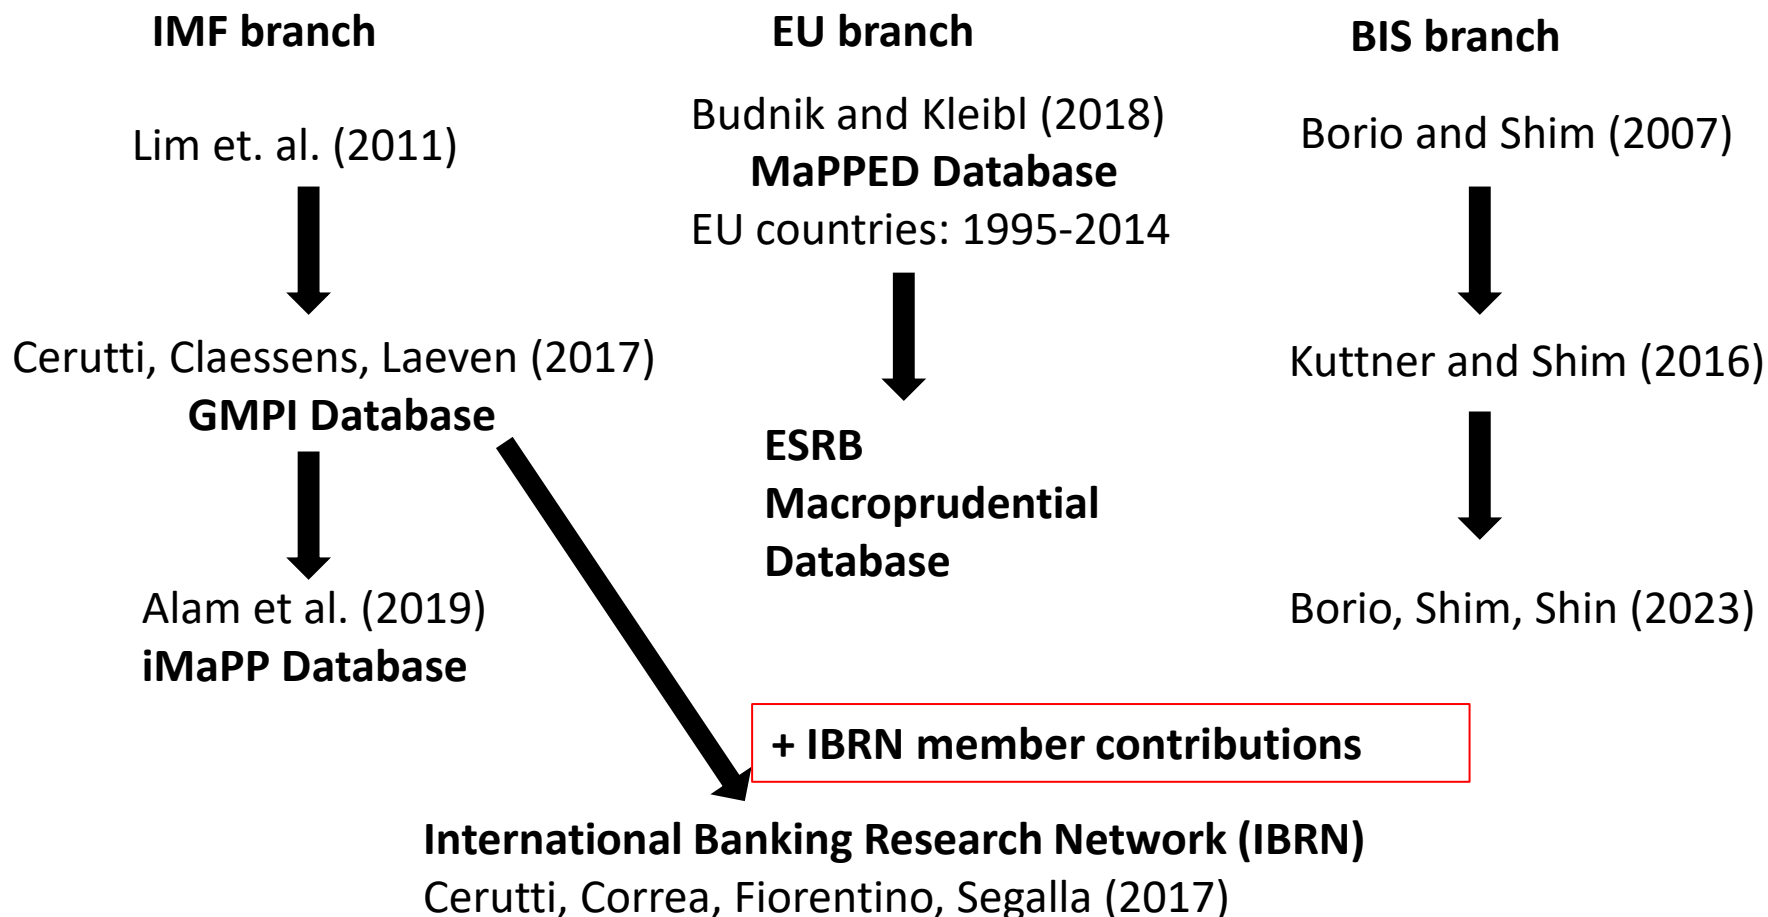 IMF branch
Lim et. al. (2011)
Cerutti, Claessens, Laeven (2017)
GMPI Database
Alam et al. (2019)
iMaPP Database
EU branch
Budnik and Kleibl (2018)
MaPPED Database
EU countries: 1995-2014
ESRB
Macroprudential
Database
BIS branch
Borio and Shim (2007)
Kuttner and Shim (2016)
Borio, Shim, Shin (2023)
+ IBRN member contributions
International Banking Research Network (IBRN)
Cerutti, Correa, Fiorentino, Segalla (2017)